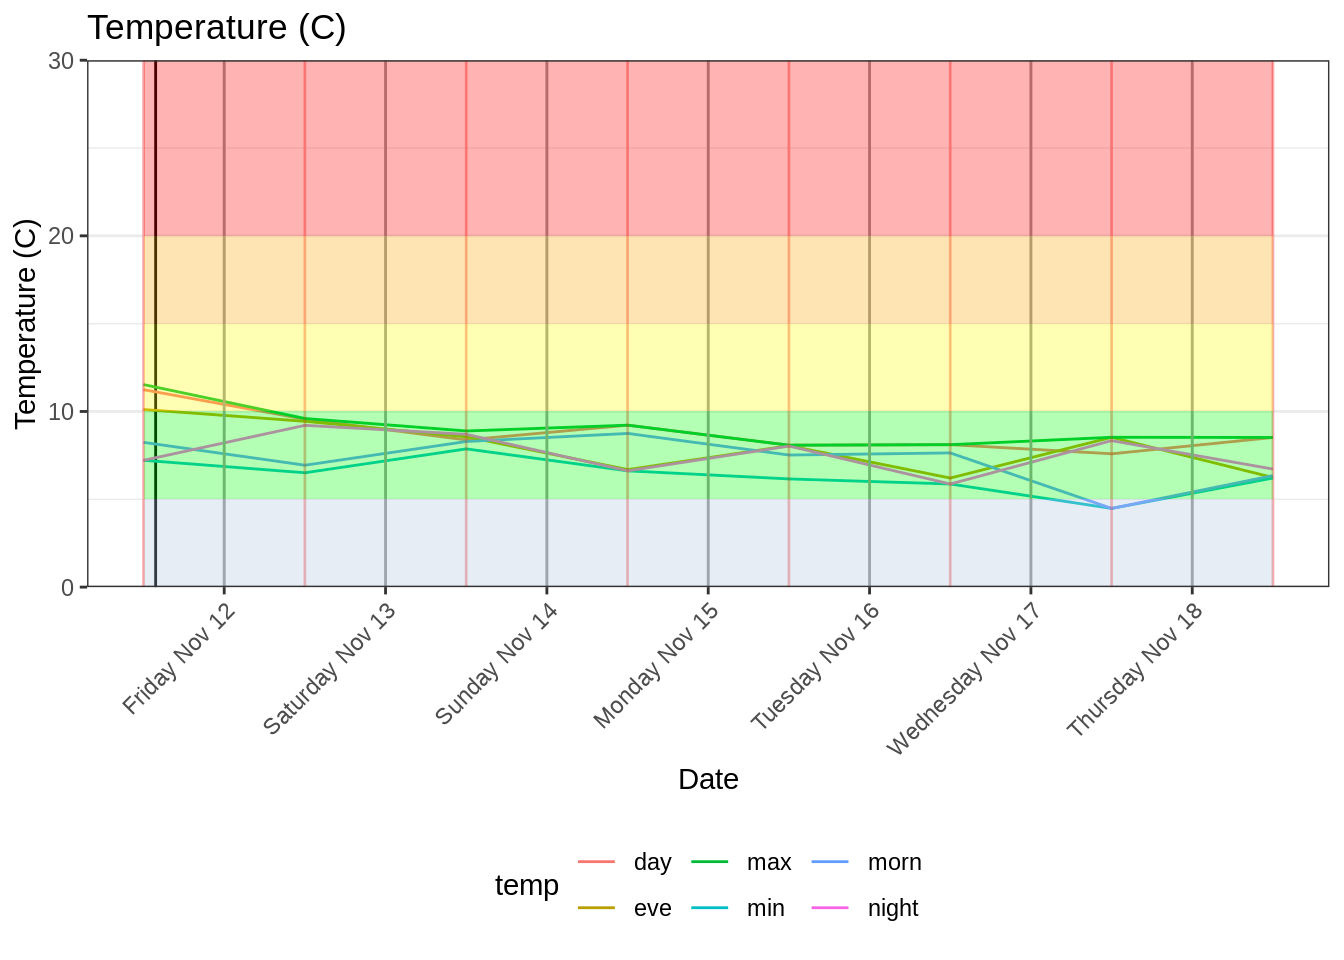 Temperature (C)
30
20
10
0
Temperature (C)
Friday Nov 12
Saturday Nov 13
Sunday Nov 14
Monday Nov 15
Tuesday Nov 16
Wednesday Nov 17
Thursday Nov 18
Date
temp
day max morn
eve min night